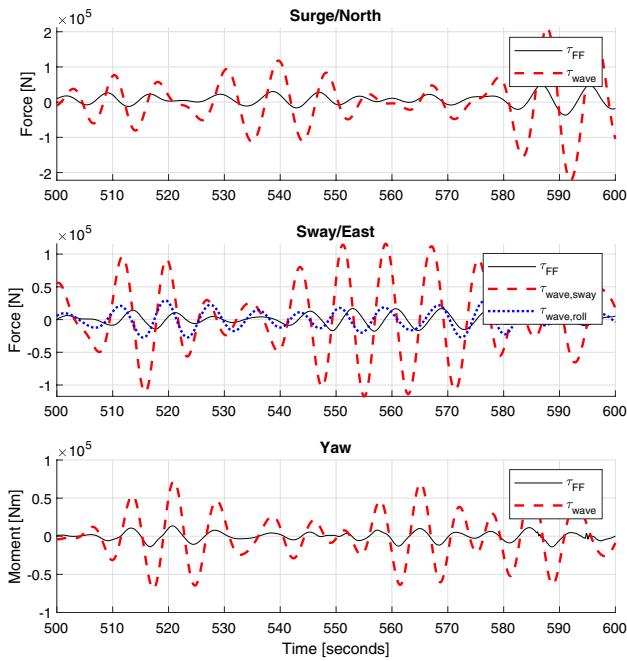 Surge/North
×10^5
Force [N]
2
1
0
-1
-2
τ_FF
τ_wave
500 510 520 530 540 550 560 570 580 590 600
Sway/East
×10^5
Force [N]
1
0.5
0
-0.5
-1
τ_FF
τ_wave,sway
τ_wave,roll
500 510 520 530 540 550 560 570 580 590 600
Yaw
×10^5
Moment [Nm]
1
0.5
0
-0.5
-1
τ_FF
τ_wave
500 510 520 530 540 550 560 570 580 590 600
Time [seconds]